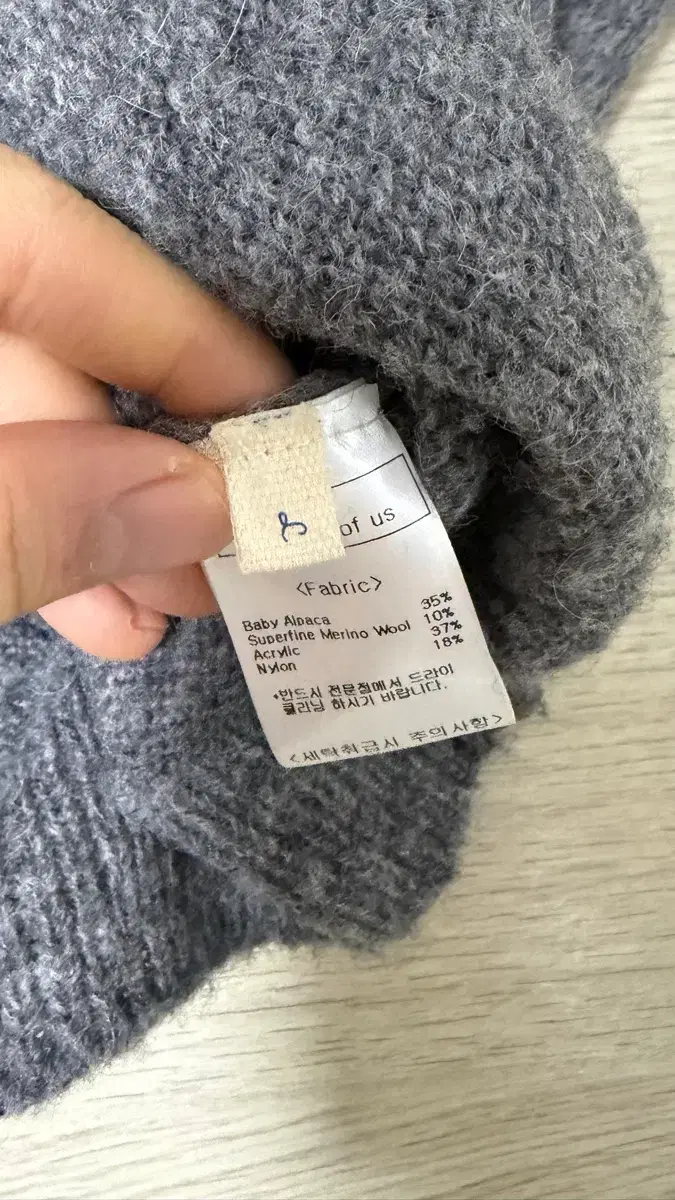 of us
<Fabric>
Baby Alpaca 35%
Superfine Merino Wool 10%
Acrylic 37%
Nylon 18%
*반드시 전문점에서 드라이
클리닝 하시기 바랍니다.
<세탁취급시 주의사항>